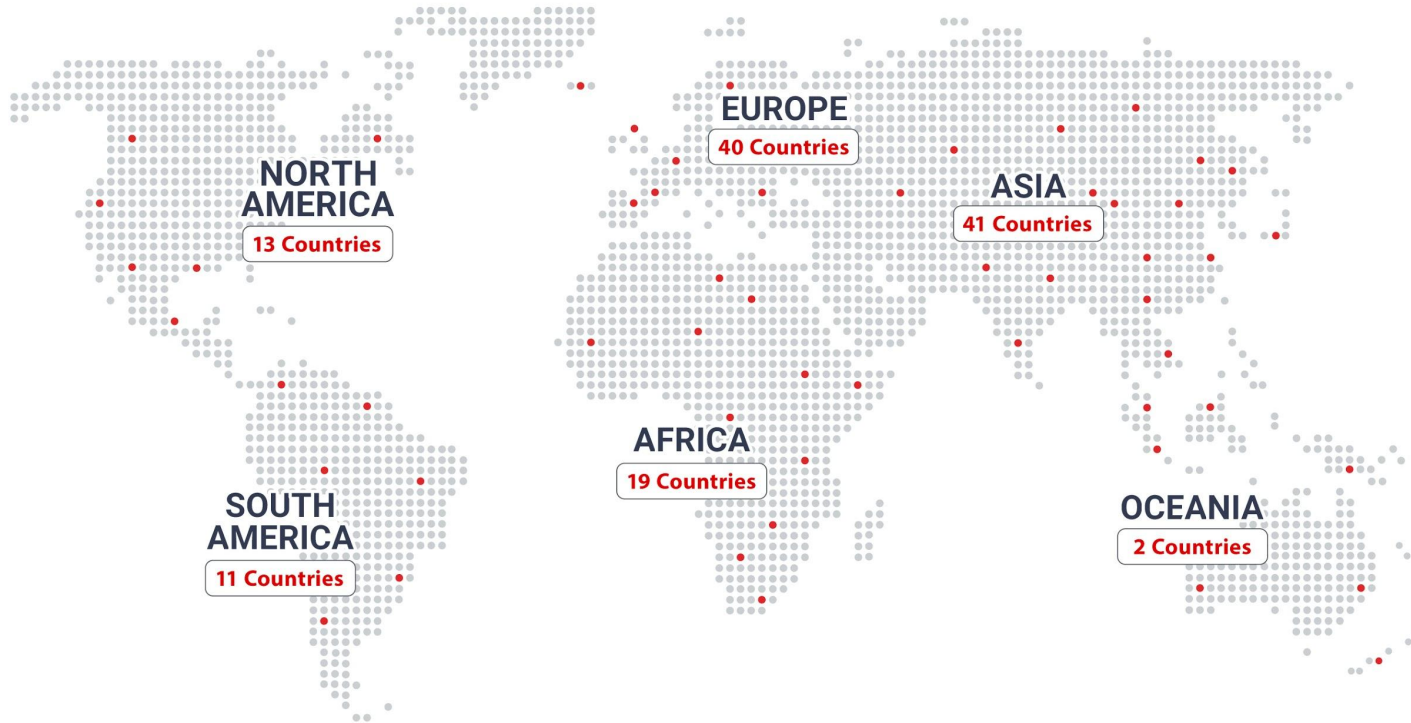 NORTH
AMERICA
13 Countries
EUROPE
40 Countries
ASIA
41 Countries
AFRICA
19 Countries
SOUTH
AMERICA
11 Countries
OCEANIA
2 Countries